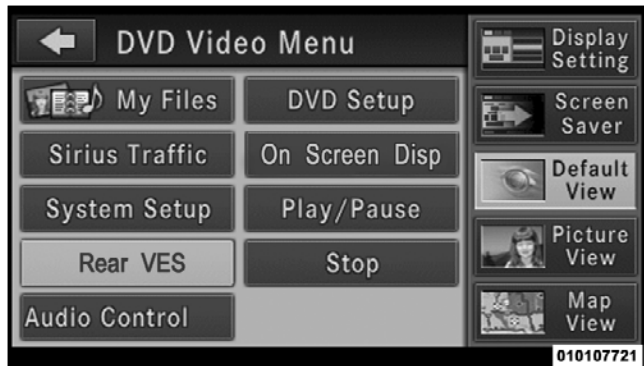 DVD Video Menu
My Files
DVD Setup
Sirius Traffic
On Screen Disp
System Setup
Play/Pause
Rear VES
Stop
Audio Control
Display
Setting
Screen
Saver
Default
View
Picture
View
Map
View
010107721